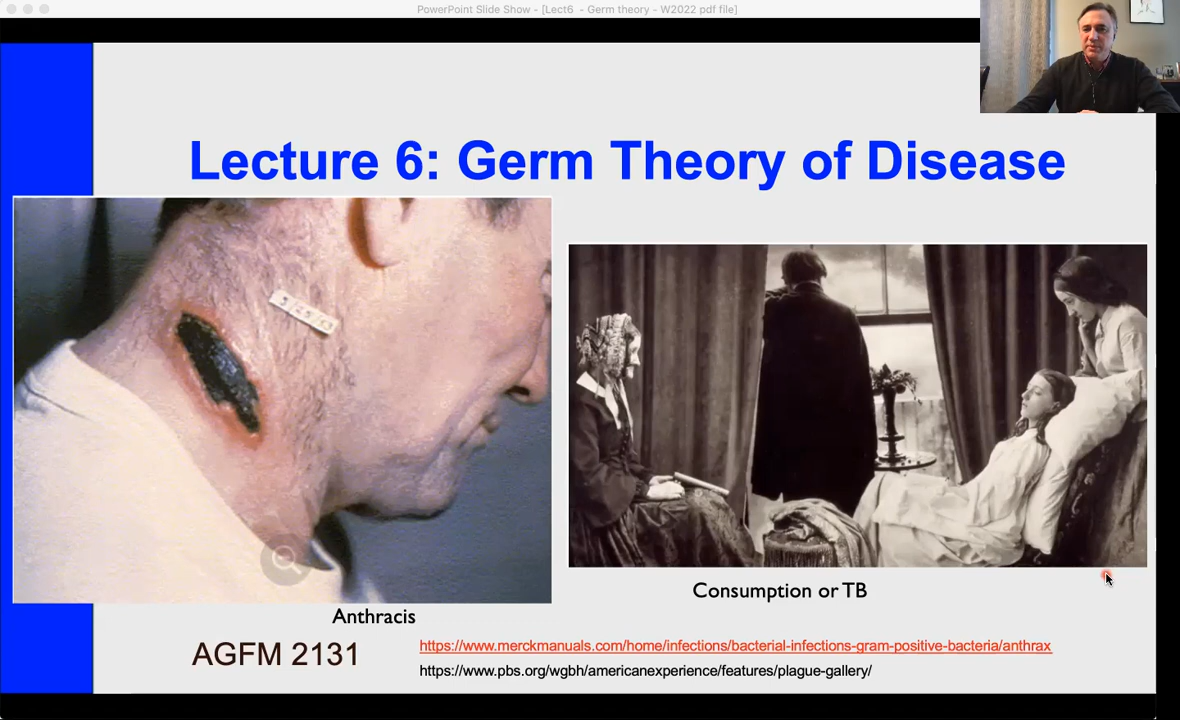 PowerPoint Slide Show - [Lect6 - Germ theory - W2022 pdf file]
Lecture 6: Germ Theory of Disease
Consumption or TB
Anthracis
AGFM 2131
https://www.merckmanuals.com/home/infections/bacterial-infections-gram-positive-bacteria/anthrax
https://www.pbs.org/wgbh/americanexperience/features/plague-gallery/